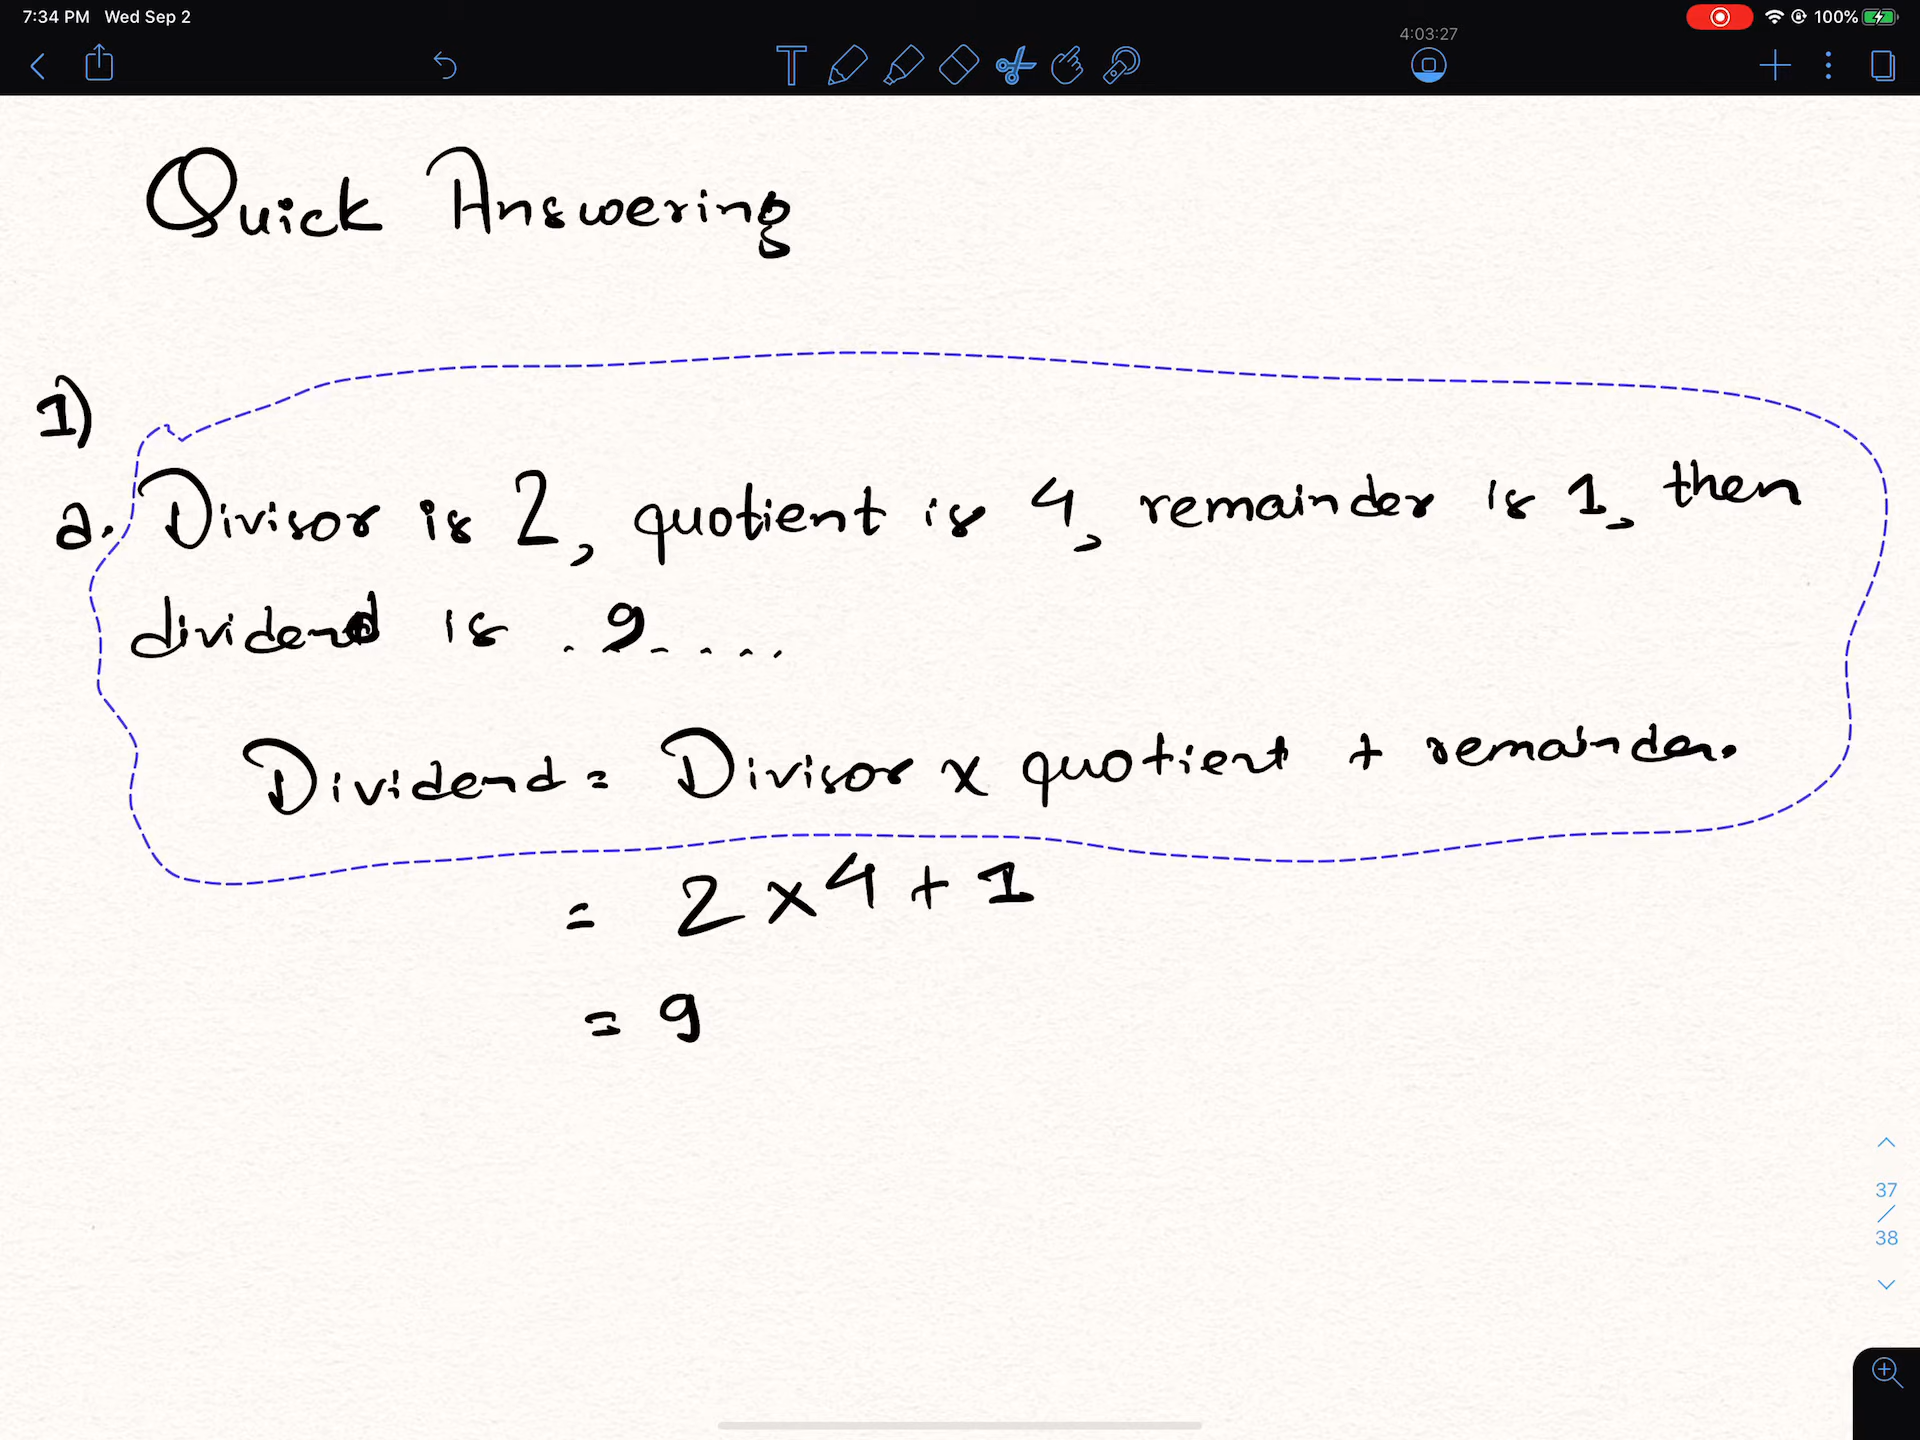 7:34 PM Wed Sep 2
100%
4:03:27
Quick Answering
1)
a. Divisor is 2, quotient is 4, remainder is 1, then
dividend is . 9 . . . .
Dividend = Divisor x quotient + remainder.
= 2 x 4 + 1
= 9
37
/
38